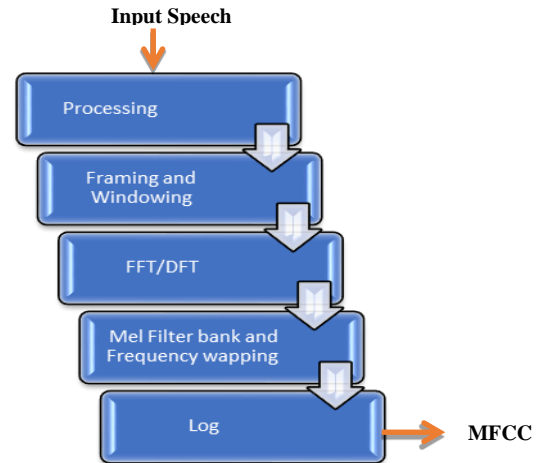 Input Speech
Processing
Framing and
Windowing
FFT/DFT
Mel Filter bank and
Frequency wapping
Log
MFCC